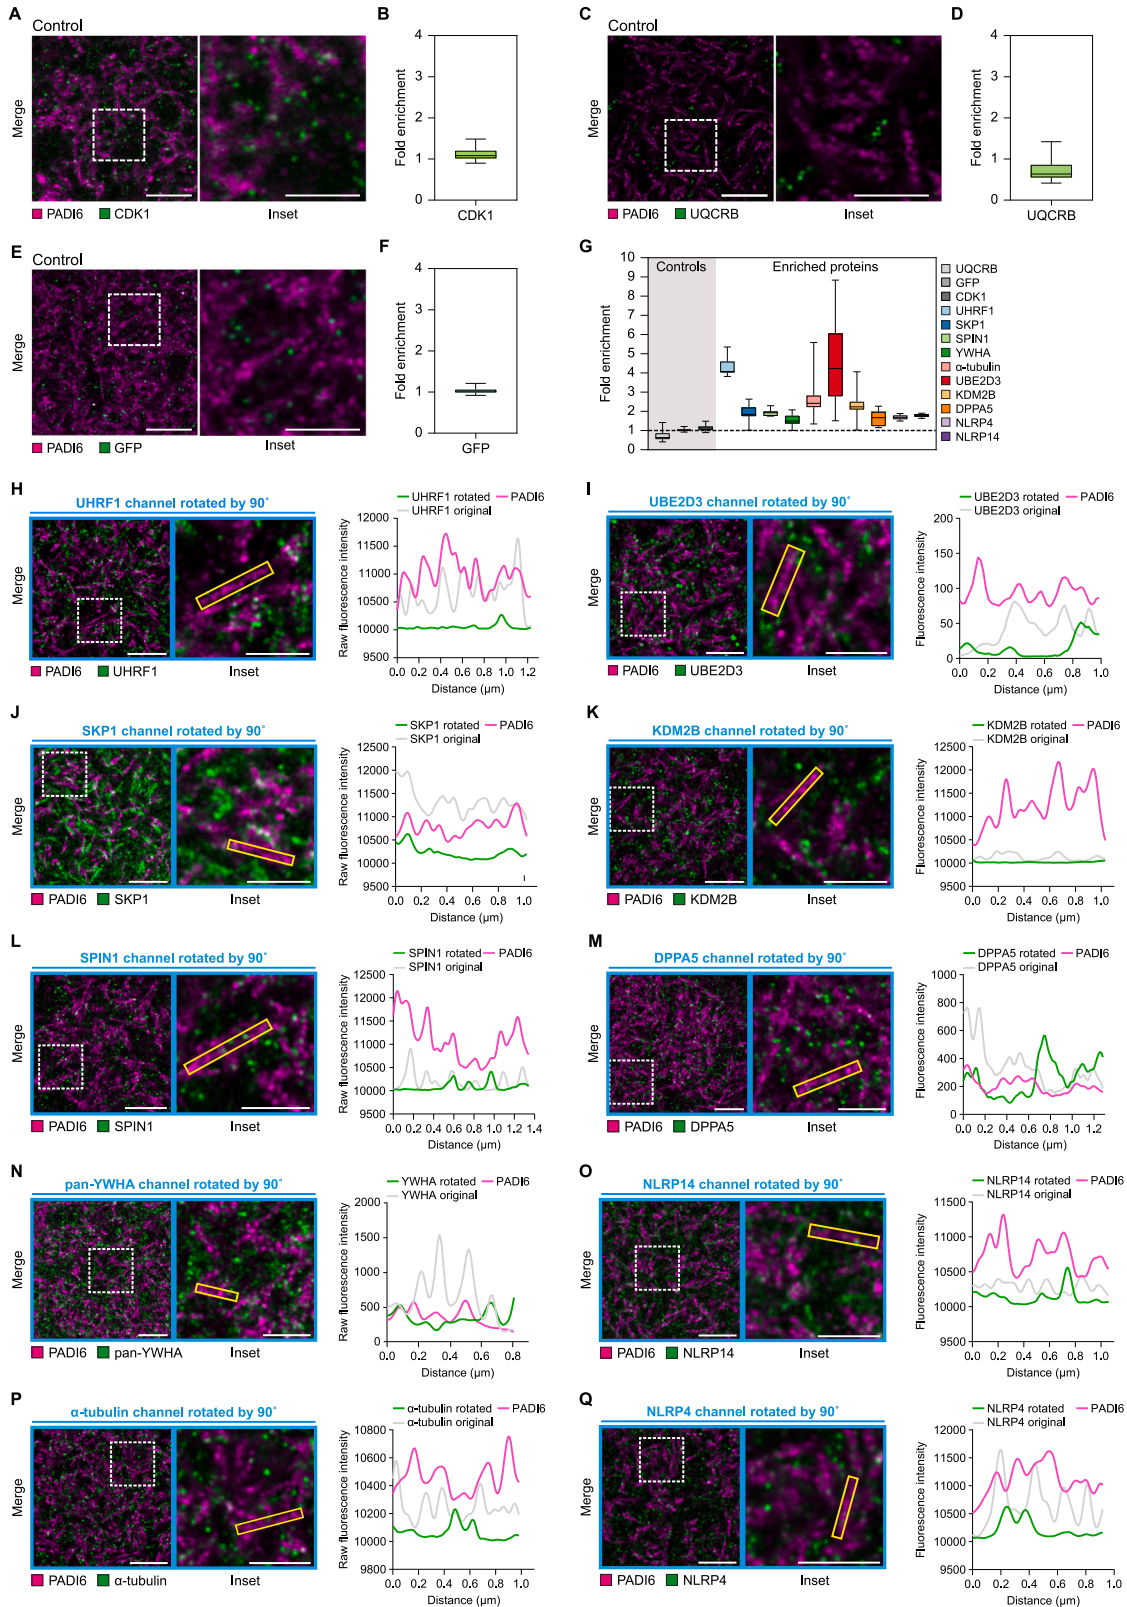 A
Control
Merge
PADI6 CDK1
Inset
B
Fold enrichment
4
3
2
1
0
CDK1
C
Control
Merge
PADI6 UQCRB
Inset
D
Fold enrichment
4
3
2
1
0
UQCRB
E
Control
Merge
PADI6 GFP
Inset
F
Fold enrichment
4
3
2
1
0
GFP
G
Controls Enriched proteins
Fold enrichment
10
9
8
7
6
5
4
3
2
1
0
UQCRB
GFP
CDK1
UHRF1
SKP1
SPIN1
YWHA
α-tubulin
UBE2D3
KDM2B
DPPA5
NLRP4
NLRP14
H
UHRF1 channel rotated by 90˚
Merge
PADI6 UHRF1
Inset
UHRF1 rotated PADI6
UHRF1 original
Raw fluorescence intensity
12000
11500
11000
10500
10000
9500
0.0 0.2 0.4 0.6 0.8 1.0 1.2
Distance (µm)
I
UBE2D3 channel rotated by 90˚
Merge
PADI6 UBE2D3
Inset
UBE2D3 rotated PADI6
UBE2D3 original
Fluorescence intensity
200
150
100
50
0
0.0 0.2 0.4 0.6 0.8 1.0
Distance (µm)
J
SKP1 channel rotated by 90˚
Merge
PADI6 SKP1
Inset
SKP1 rotated PADI6
SKP1 original
Raw fluorescence intensity
12500
12000
11500
11000
10500
10000
9500
0.0 0.2 0.4 0.6 0.8 1.0
Distance (µm)
K
KDM2B channel rotated by 90˚
Merge
PADI6 KDM2B
Inset
KDM2B rotated PADI6
KDM2B original
Fluorescence intensity
12500
12000
11500
11000
10500
10000
9500
0.0 0.2 0.4 0.6 0.8 1.0
Distance (µm)
L
SPIN1 channel rotated by 90˚
Merge
PADI6 SPIN1
Inset
SPIN1 rotated PADI6
SPIN1 original
Raw fluorescence intensity
12500
12000
11500
11000
10500
10000
9500
0.0 0.2 0.4 0.6 0.8 1.0 1.2 1.4
Distance (µm)
M
DPPA5 channel rotated by 90˚
Merge
PADI6 DPPA5
Inset
DPPA5 rotated PADI6
DPPA5 original
Fluorescence intensity
1000
800
600
400
200
0
0.0 0.2 0.4 0.6 0.8 1.0 1.2
Distance (µm)
N
pan-YWHA channel rotated by 90˚
Merge
PADI6 pan-YWHA
Inset
YWHA rotated PADI6
YWHA original
Raw fluorescence intensity
2000
1500
1000
500
0
0.0 0.2 0.4 0.6 0.8
Distance (µm)
O
NLRP14 channel rotated by 90˚
Merge
PADI6 NLRP14
Inset
NLRP14 rotated PADI6
NLRP14 original
Fluorescence intensity
11500
11000
10500
10000
9500
0.0 0.2 0.4 0.6 0.8 1.0
Distance (µm)
P
α-tubulin channel rotated by 90˚
Merge
PADI6 α-tubulin
Inset
α-tubulin rotated PADI6
α-tubulin original
Raw fluorescence intensity
10800
10600
10400
10200
10000
9800
0.0 0.2 0.4 0.6 0.8 1.0
Distance (µm)
Q
NLRP4 channel rotated by 90˚
Merge
PADI6 NLRP4
Inset
NLRP4 rotated PADI6
NLRP4 original
Fluorescence intensity
12000
11500
11000
10500
10000
9500
0.0 0.2 0.4 0.6 0.8 1.0
Distance (µm)